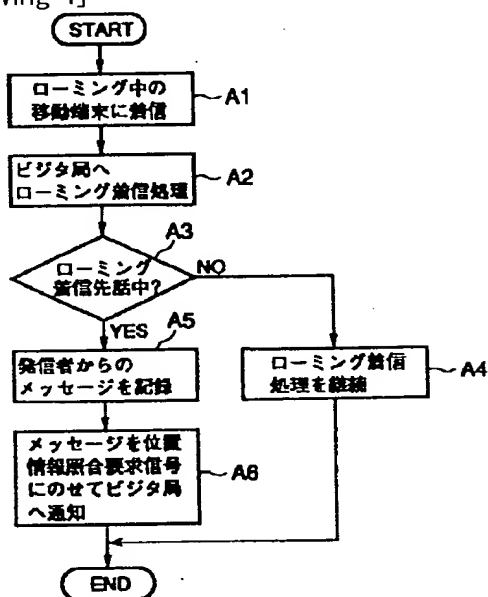 START
ローミング中の
移動端末に着信
A1
ビジタ局へ
ローミング着信処理
A2
A3
ローミング
着信先話中?
NO
YES
A5
発信者からの
メッセージを記録
ローミング着信
処理を継続
A4
メッセージを位置
情報照合要求信号
にのせてビジタ局
へ通知
A6
END